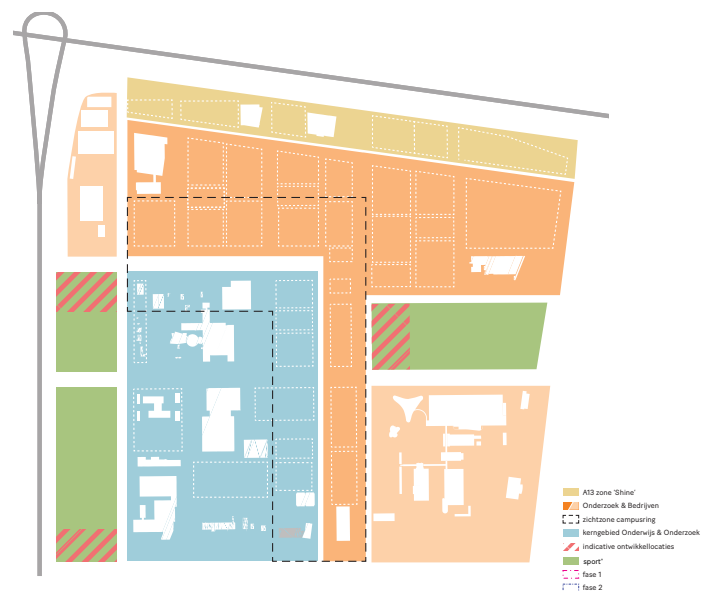 A13 zone 'Shine'
Onderzoek & Bedrijven
zichtzone campusring
kerngebied Onderwijs & Onderzoek
indicative ontwikkellocaties
sport*
fase 1
fase 2